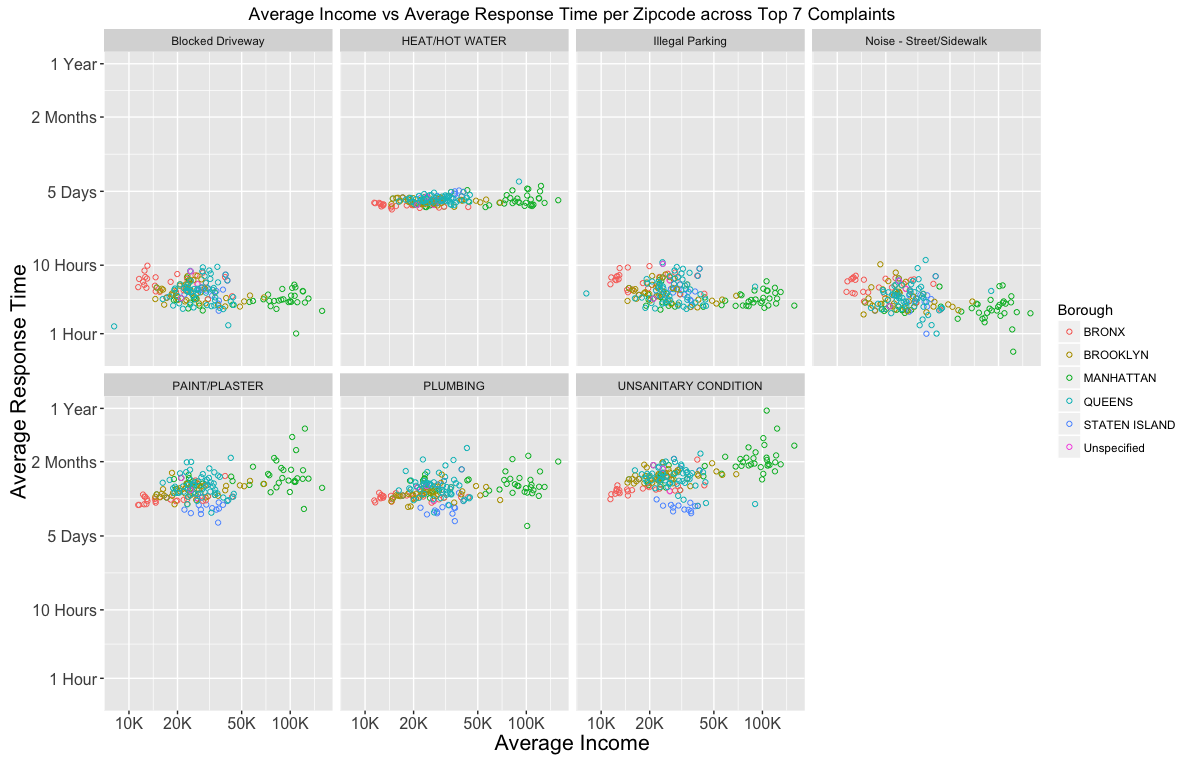 Average Income vs Average Response Time per Zipcode across Top 7 Complaints
Blocked Driveway
HEAT/HOT WATER
Illegal Parking
Noise - Street/Sidewalk
1 Year
2 Months
5 Days
10 Hours
1 Hour
PAINT/PLASTER
PLUMBING
UNSANITARY CONDITION
1 Year
2 Months
5 Days
10 Hours
1 Hour
10K 20K 50K 100K
10K 20K 50K 100K
10K 20K 50K 100K
Average Income
Average Response Time
Borough
BRONX
BROOKLYN
MANHATTAN
QUEENS
STATEN ISLAND
Unspecified